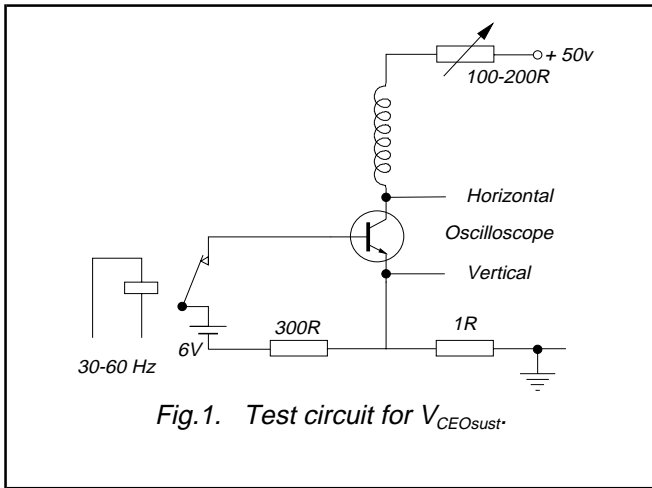 + 50v
100-200R
Horizontal
Oscilloscope
Vertical
300R
1R
6V
30-60 Hz
Fig.1. Test circuit for VCEOsust.